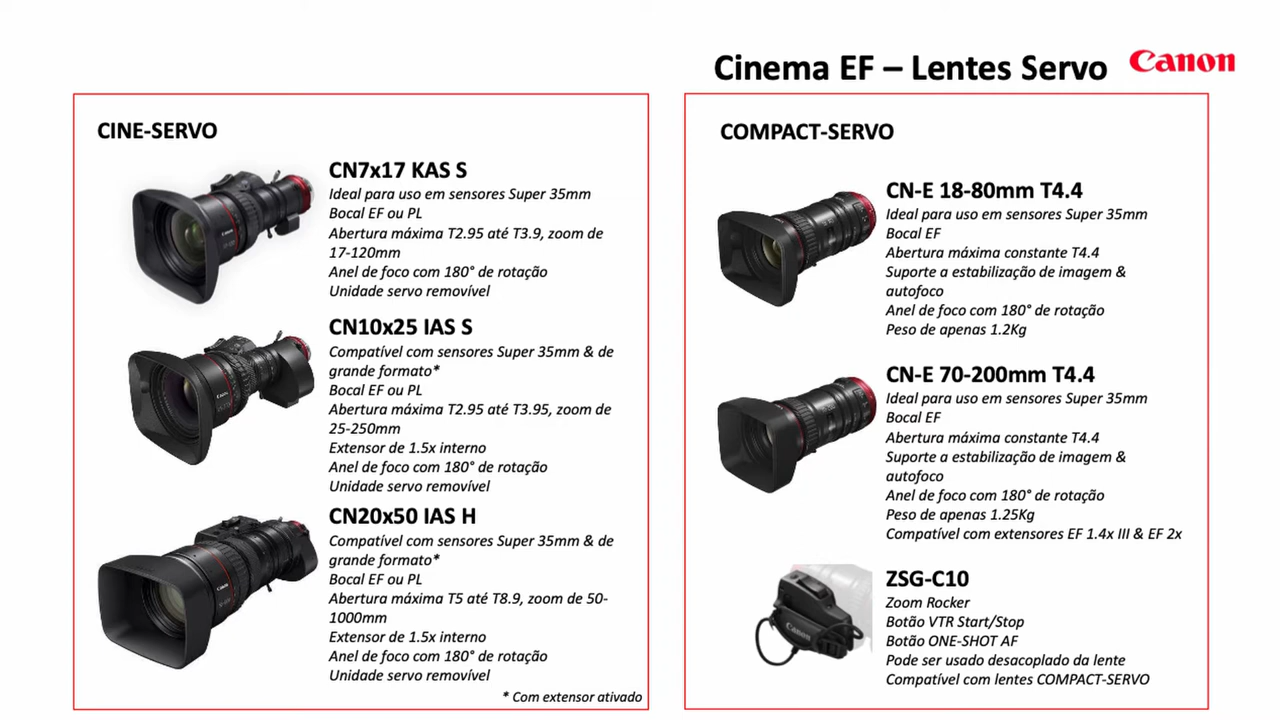 Cinema EF – Lentes Servo
Canon
CINE-SERVO
CN7x17 KAS S
Ideal para uso em sensores Super 35mm
Bocal EF ou PL
Abertura máxima T2.95 até T3.9, zoom de
17-120mm
Anel de foco com 180° de rotação
Unidade servo removível
CN10x25 IAS S
Compatível com sensores Super 35mm & de
grande formato*
Bocal EF ou PL
Abertura máxima T2.95 até T3.95, zoom de
25-250mm
Extensor de 1.5x interno
Anel de foco com 180° de rotação
Unidade servo removível
CN20x50 IAS H
Compatível com sensores Super 35mm & de
grande formato*
Bocal EF ou PL
Abertura máxima T5 até T8.9, zoom de 50-
1000mm
Extensor de 1.5x interno
Anel de foco com 180° de rotação
Unidade servo removível
* Com extensor ativado
COMPACT-SERVO
CN-E 18-80mm T4.4
Ideal para uso em sensores Super 35mm
Bocal EF
Abertura máxima constante T4.4
Suporte a estabilização de imagem &
autofoco
Anel de foco com 180° de rotação
Peso de apenas 1.2Kg
CN-E 70-200mm T4.4
Ideal para uso em sensores Super 35mm
Bocal EF
Abertura máxima constante T4.4
Suporte a estabilização de imagem &
autofoco
Anel de foco com 180° de rotação
Peso de apenas 1.25Kg
Compatível com extensores EF 1.4x III & EF 2x
Canon
ZSG-C10
Zoom Rocker
Botão VTR Start/Stop
Botão ONE-SHOT AF
Pode ser usado desacoplado da lente
Compatível com lentes COMPACT-SERVO